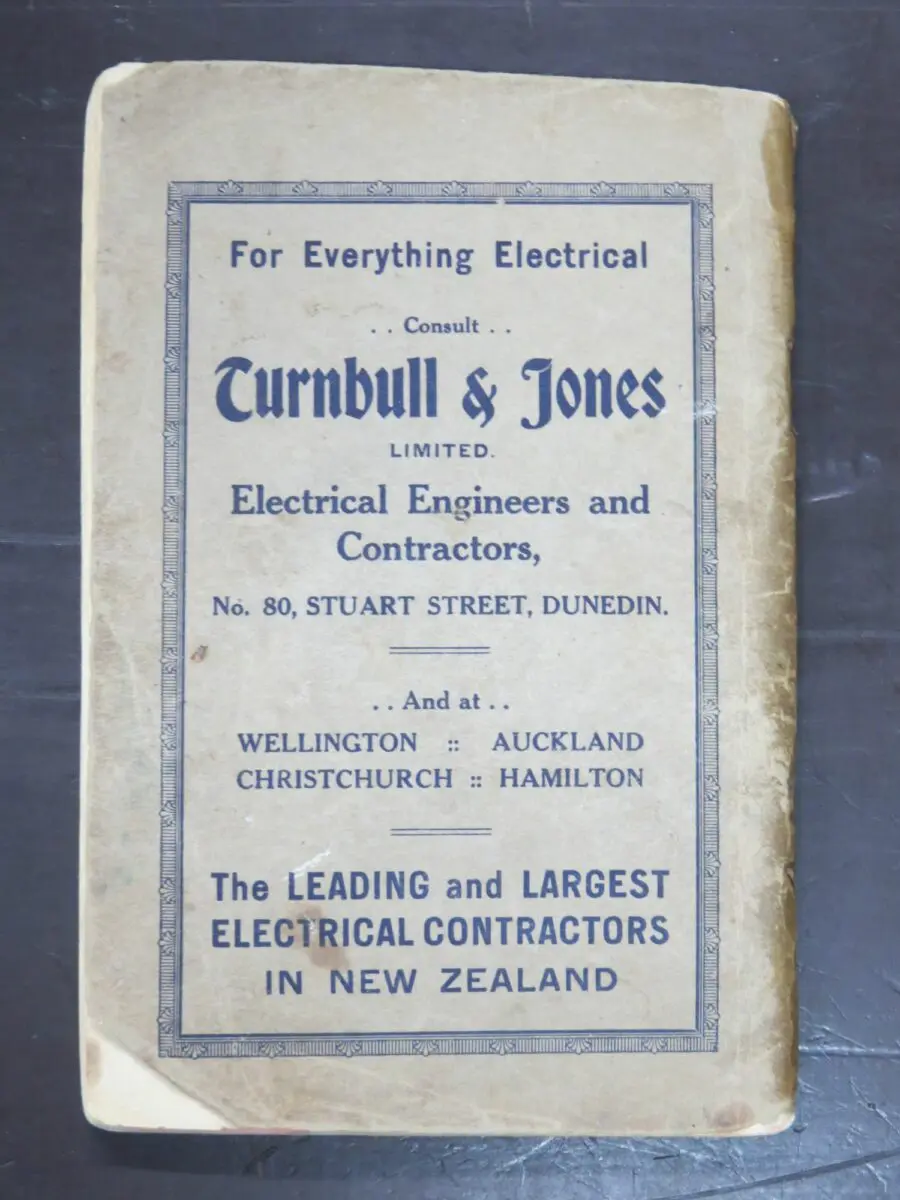 For Everything Electrical
. . Consult . .
Turnbull & Jones
LIMITED.
Electrical Engineers and
Contractors,
No. 80, STUART STREET, DUNEDIN.
. . And at . .
WELLINGTON :: AUCKLAND
CHRISTCHURCH :: HAMILTON
The LEADING and LARGEST
ELECTRICAL CONTRACTORS
IN NEW ZEALAND